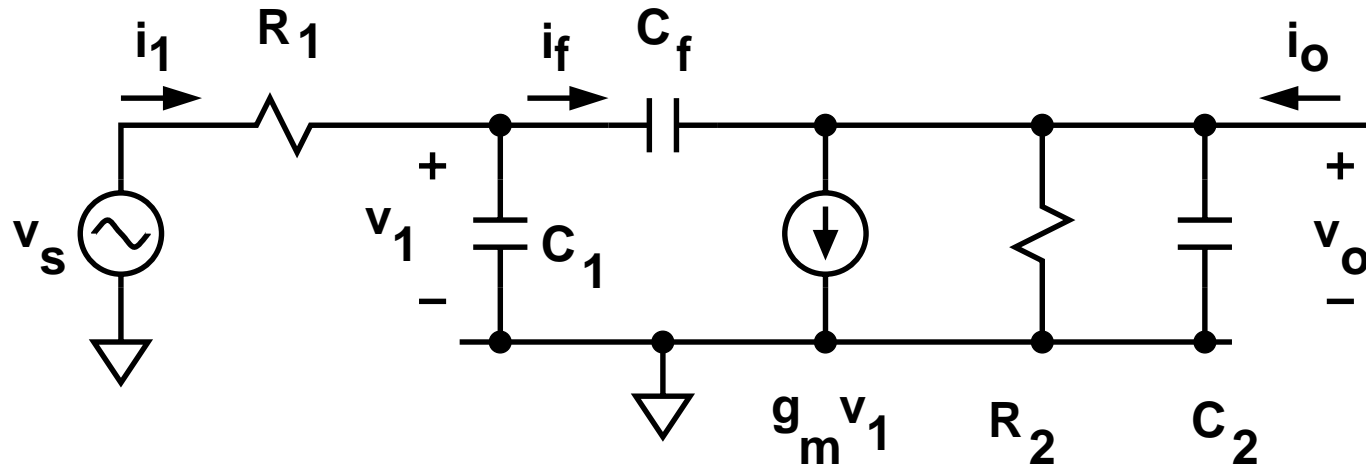 i1 R1 if Cf io
+ +
vs v1 C1 vo
− −
gmv1 R2 C2